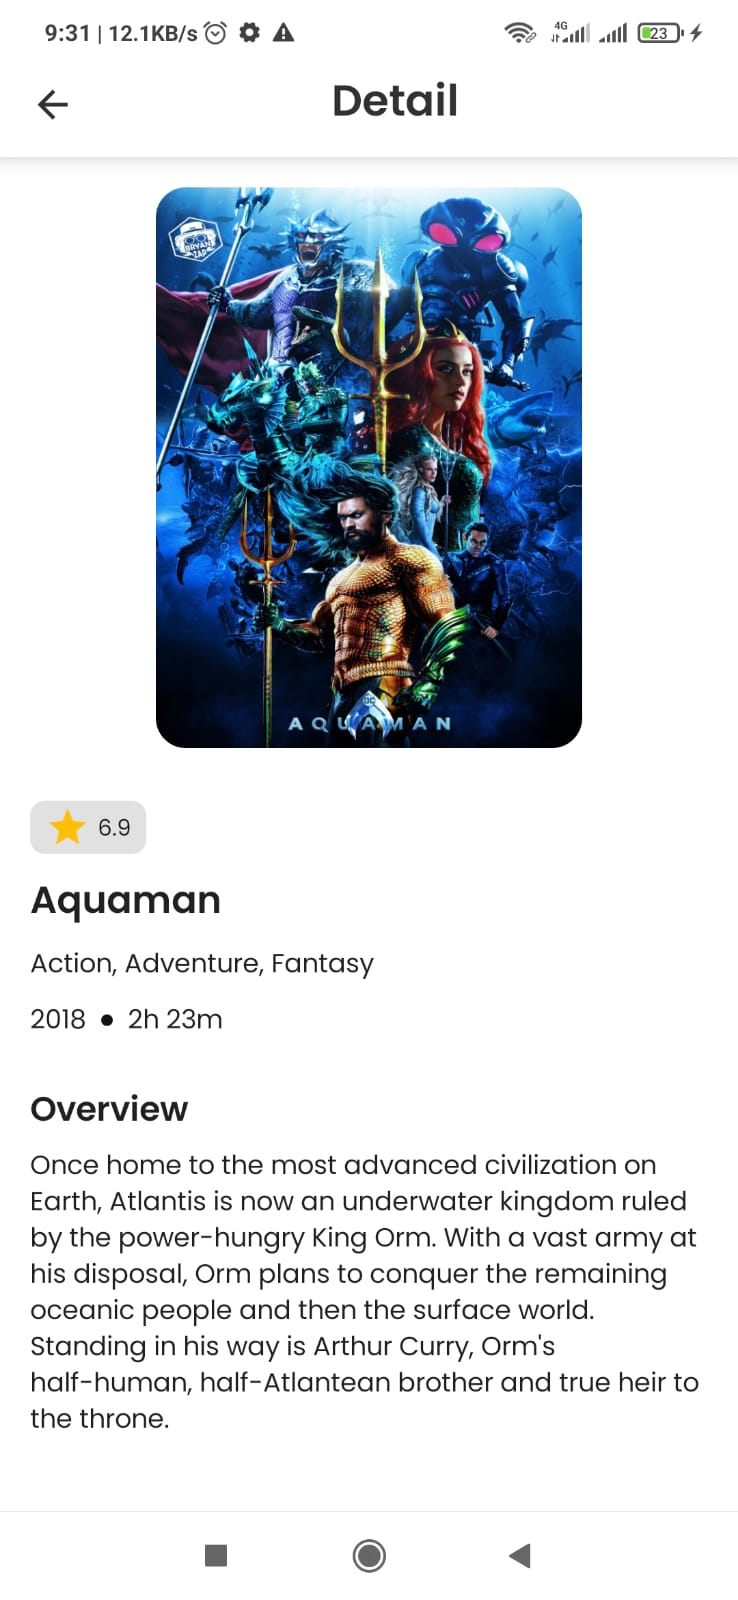 9:31 | 12.1KB/s
4G
23
Detail
BRYAN
ZAP
DC
AQUAMAN
6.9
Aquaman
Action, Adventure, Fantasy
2018 ● 2h 23m
Overview
Once home to the most advanced civilization on
Earth, Atlantis is now an underwater kingdom ruled
by the power-hungry King Orm. With a vast army at
his disposal, Orm plans to conquer the remaining
oceanic people and then the surface world.
Standing in his way is Arthur Curry, Orm's
half-human, half-Atlantean brother and true heir to
the throne.